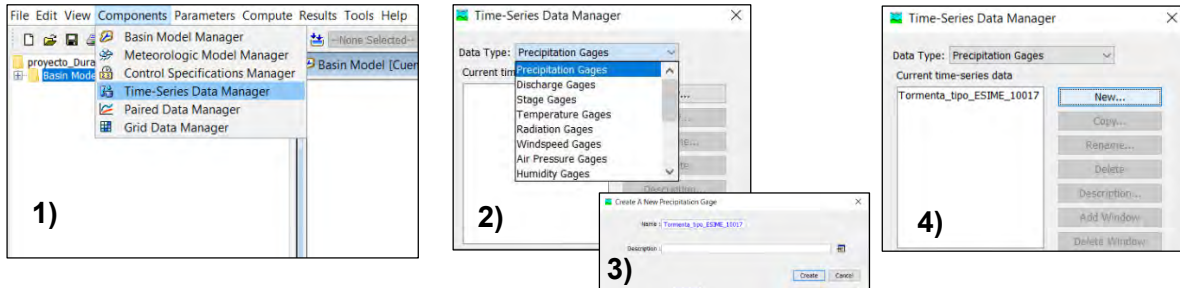 File Edit View Components Parameters Compute Results Tools Help
Basin Model Manager
Meteorologic Model Manager
Control Specifications Manager
Time-Series Data Manager
Paired Data Manager
Grid Data Manager
--None Selected--
proyecto_Dura
Basin Mode
Basin Model [Cuen
1)
Time-Series Data Manager
Data Type: Precipitation Gages
Current tim
Precipitation Gages
Discharge Gages
Stage Gages
Temperature Gages
Radiation Gages
Windspeed Gages
Air Pressure Gages
Humidity Gages
Description...
2)
Create A New Precipitation Gage
Name : Tormenta_tipo_ESIME_10017
Description :
Create Cancel
3)
Time-Series Data Manager
Data Type: Precipitation Gages
Current time-series data
Tormenta_tipo_ESIME_10017
New...
Copy...
Rename...
Delete
Description...
Add Window
Delete Window
4)